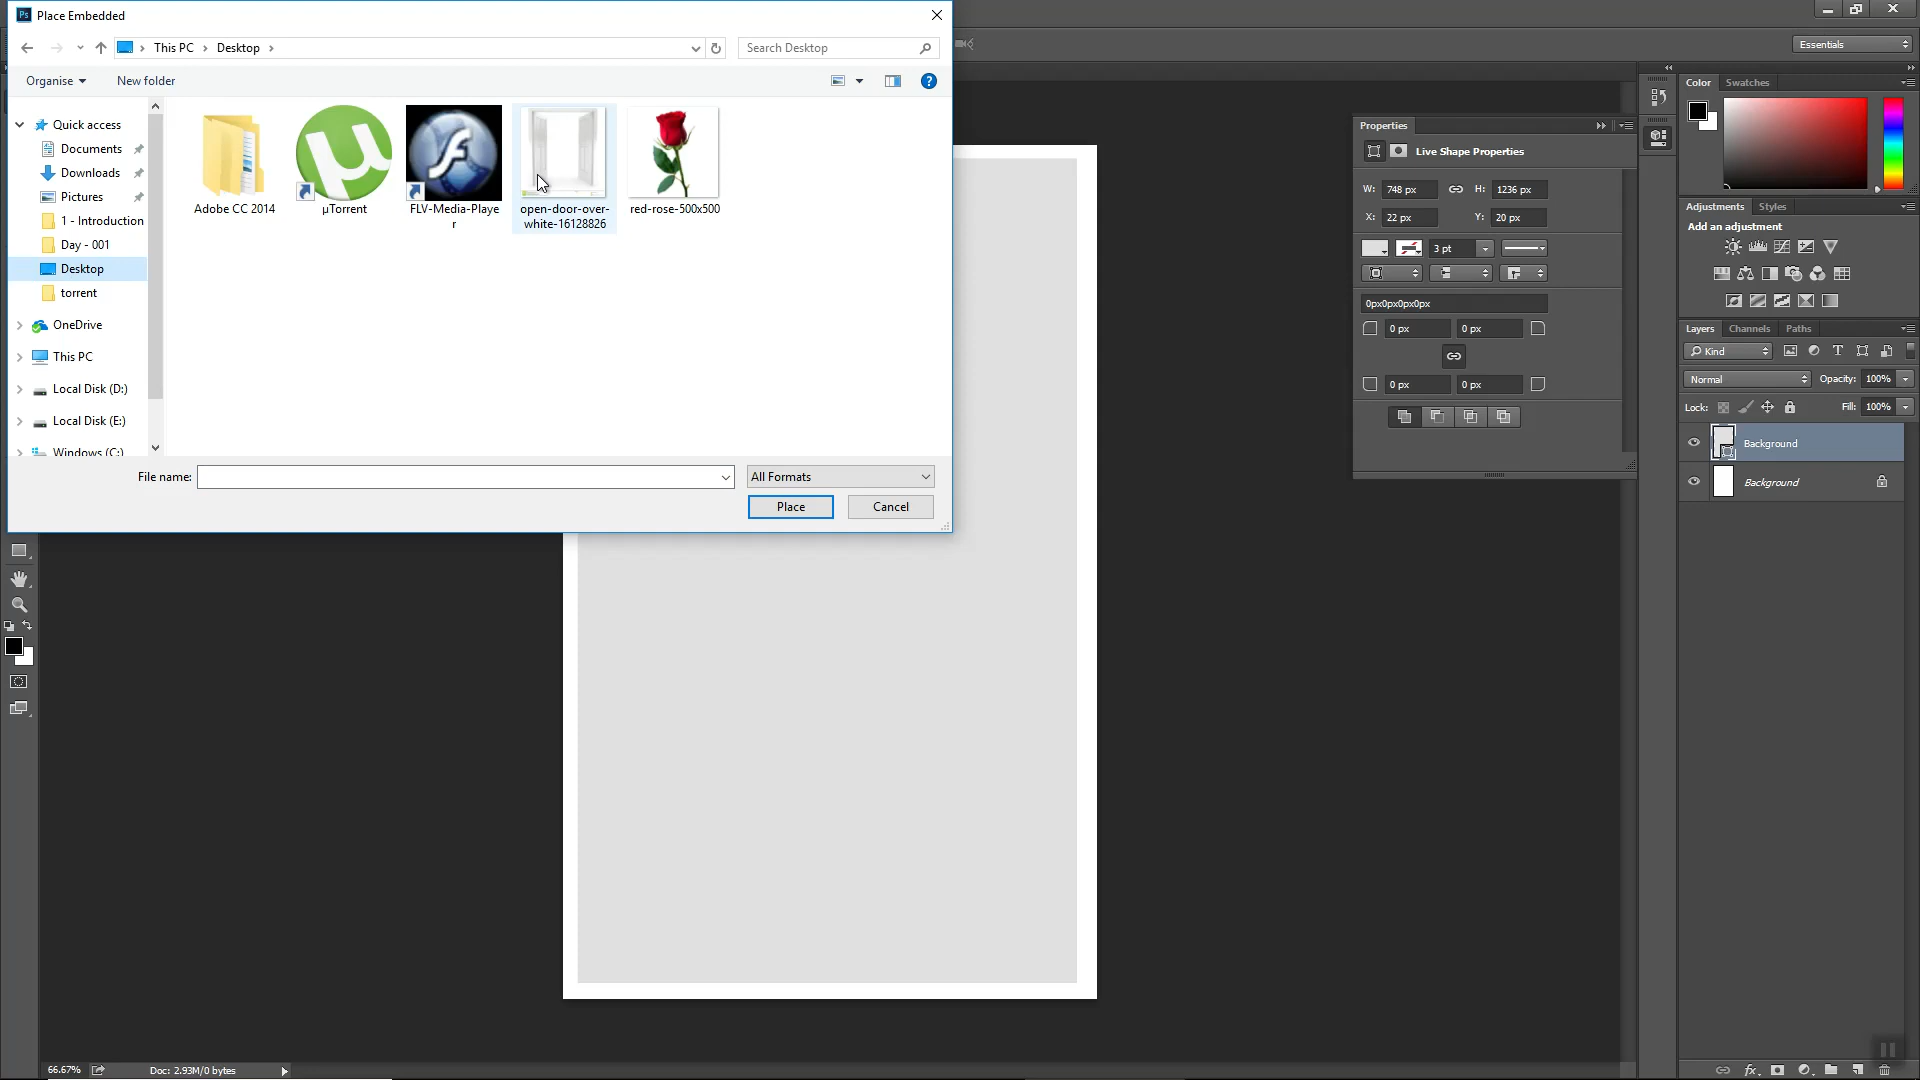 Place Embedded
This PC
Desktop
Search Desktop
Organise
New folder
Quick access
Documents
Downloads
Pictures
1 - Introduction
Day - 001
Desktop
torrent
OneDrive
This PC
Local Disk (D:)
Local Disk (E:)
Windows (C:)
Adobe CC 2014
µTorrent
FLV-Media-Playe
r
open-door-over-
white-16128826
red-rose-500x500
File name:
All Formats
Place
Cancel
Essentials
Properties
Live Shape Properties
W: 748 px
H: 1236 px
X: 22 px
Y: 20 px
3 pt
0px0px0px0px
0 px
0 px
0 px
0 px
Color
Swatches
Adjustments
Styles
Add an adjustment
Layers
Channels
Paths
Kind
Normal
Opacity: 100%
Lock:
Fill: 100%
Background
Background
66.67%
Doc: 2.93M/0 bytes